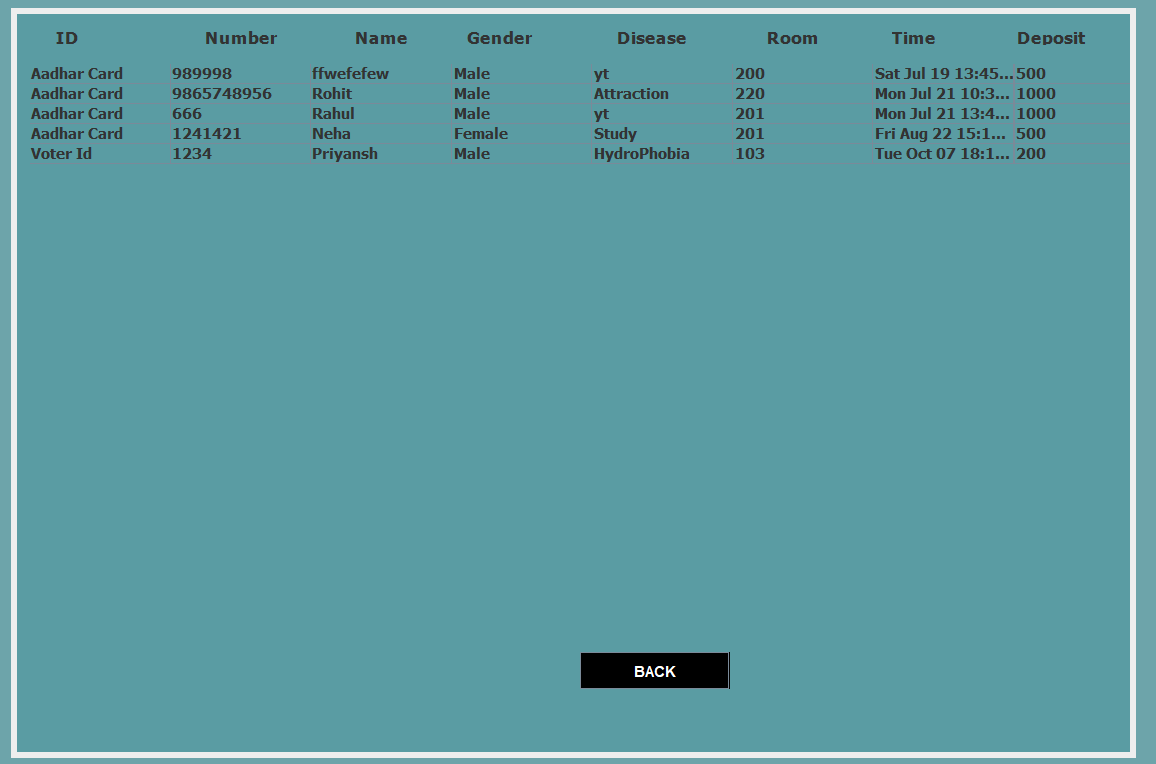 ID Number Name Gender Disease Room Time Deposit
Aadhar Card 989998 ffwefefew Male yt 200 Sat Jul 19 13:45... 500
Aadhar Card 9865748956 Rohit Male Attraction 220 Mon Jul 21 10:3... 1000
Aadhar Card 666 Rahul Male yt 201 Mon Jul 21 13:4... 1000
Aadhar Card 1241421 Neha Female Study 201 Fri Aug 22 15:1... 500
Voter Id 1234 Priyansh Male HydroPhobia 103 Tue Oct 07 18:1... 200
BACK